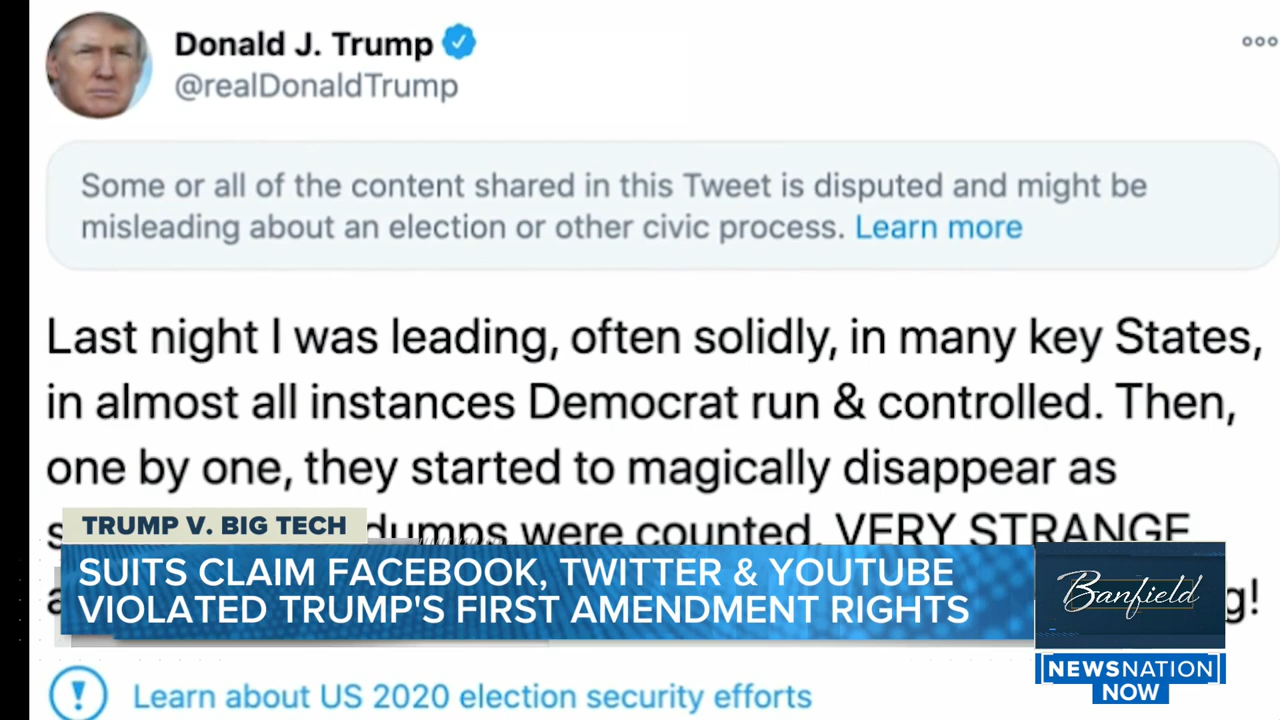 Donald J. Trump
@realDonaldTrump
Some or all of the content shared in this Tweet is disputed and might be
misleading about an election or other civic process. Learn more
Last night I was leading, often solidly, in many key States,
in almost all instances Democrat run & controlled. Then,
one by one, they started to magically disappear as
dumps were counted. VERY STRANGE
TRUMP V. BIG TECH
SUITS CLAIM FACEBOOK, TWITTER & YOUTUBE
VIOLATED TRUMP'S FIRST AMENDMENT RIGHTS
Banfield
NEWSNATION
NOW
Learn about US 2020 election security efforts